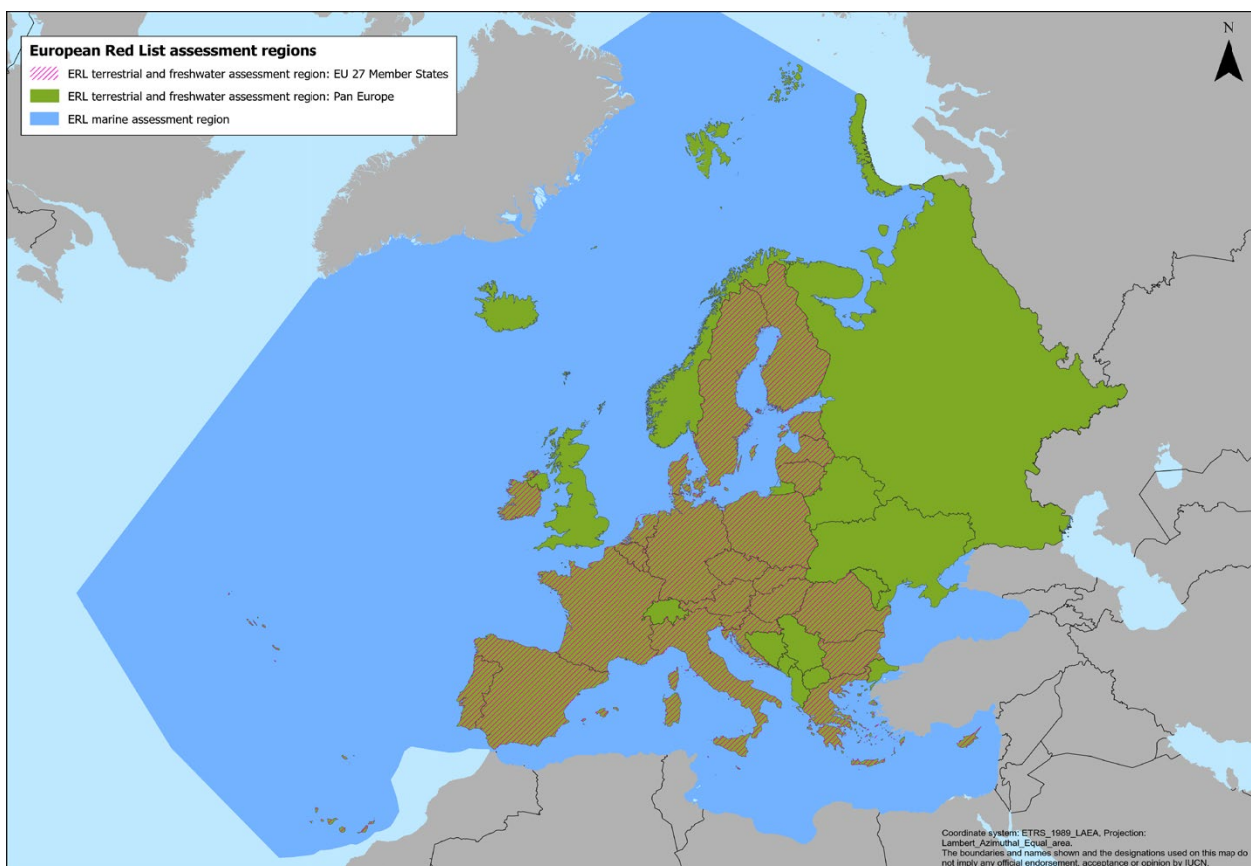 N
European Red List assessment regions
ERL terrestrial and freshwater assessment region: EU 27 Member States
ERL terrestrial and freshwater assessment region: Pan Europe
ERL marine assessment region
Coordinate system: ETRS_1989_LAEA, Projection:
Lambert_Azimuthal_Equal_area.
The boundaries and names shown and the designations used on this map do
not imply any official endorsement, acceptance or opinion by IUCN.